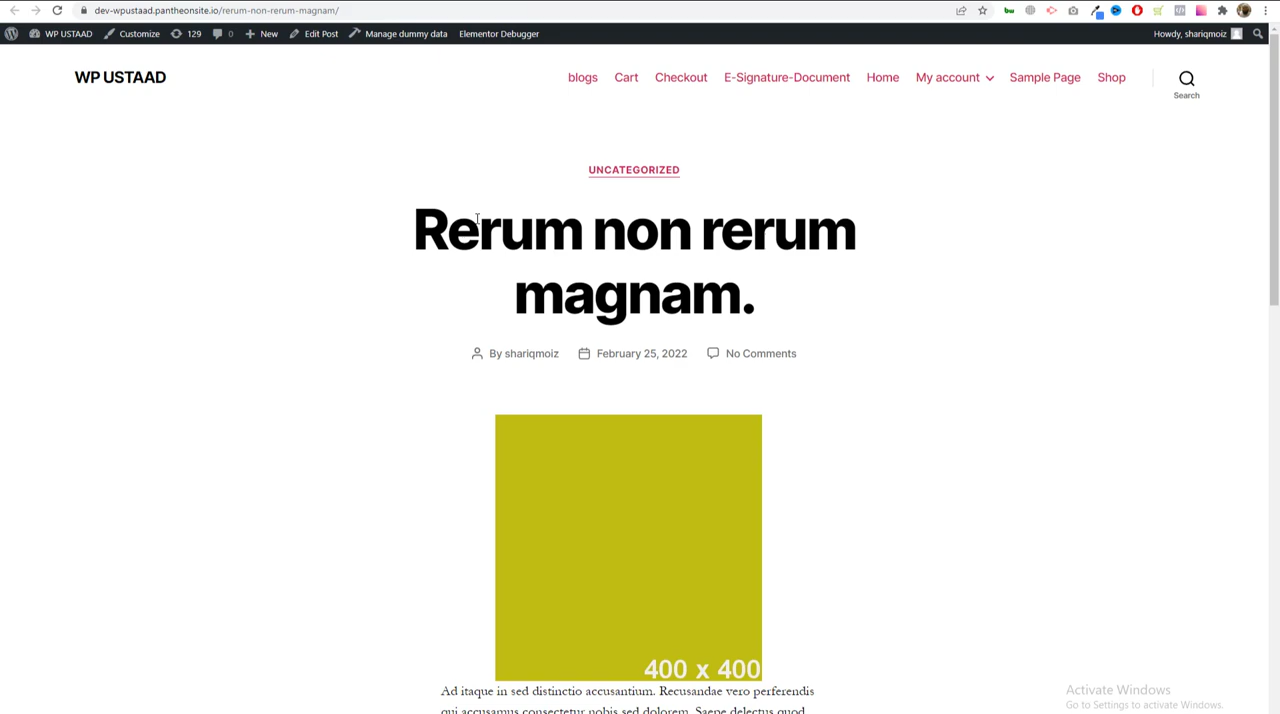 dev-wpustaad.pantheonsite.io/rerum-non-rerum-magnam/
WP USTAAD Customize 129 0 New Edit Post Manage dummy data Elementor Debugger Howdy, shariqmoiz
WP USTAAD
blogs Cart Checkout E-Signature-Document Home My account Sample Page Shop
Search
UNCATEGORIZED
Rerum non rerum
magnam.
By shariqmoiz February 25, 2022 No Comments
400 x 400
Ad itaque in sed distinctio accusantium. Recusandae vero perferendis
qui accusamus consectetur nobis sed dolorem. Saepe delectus quod
Activate Windows
Go to Settings to activate Windows.